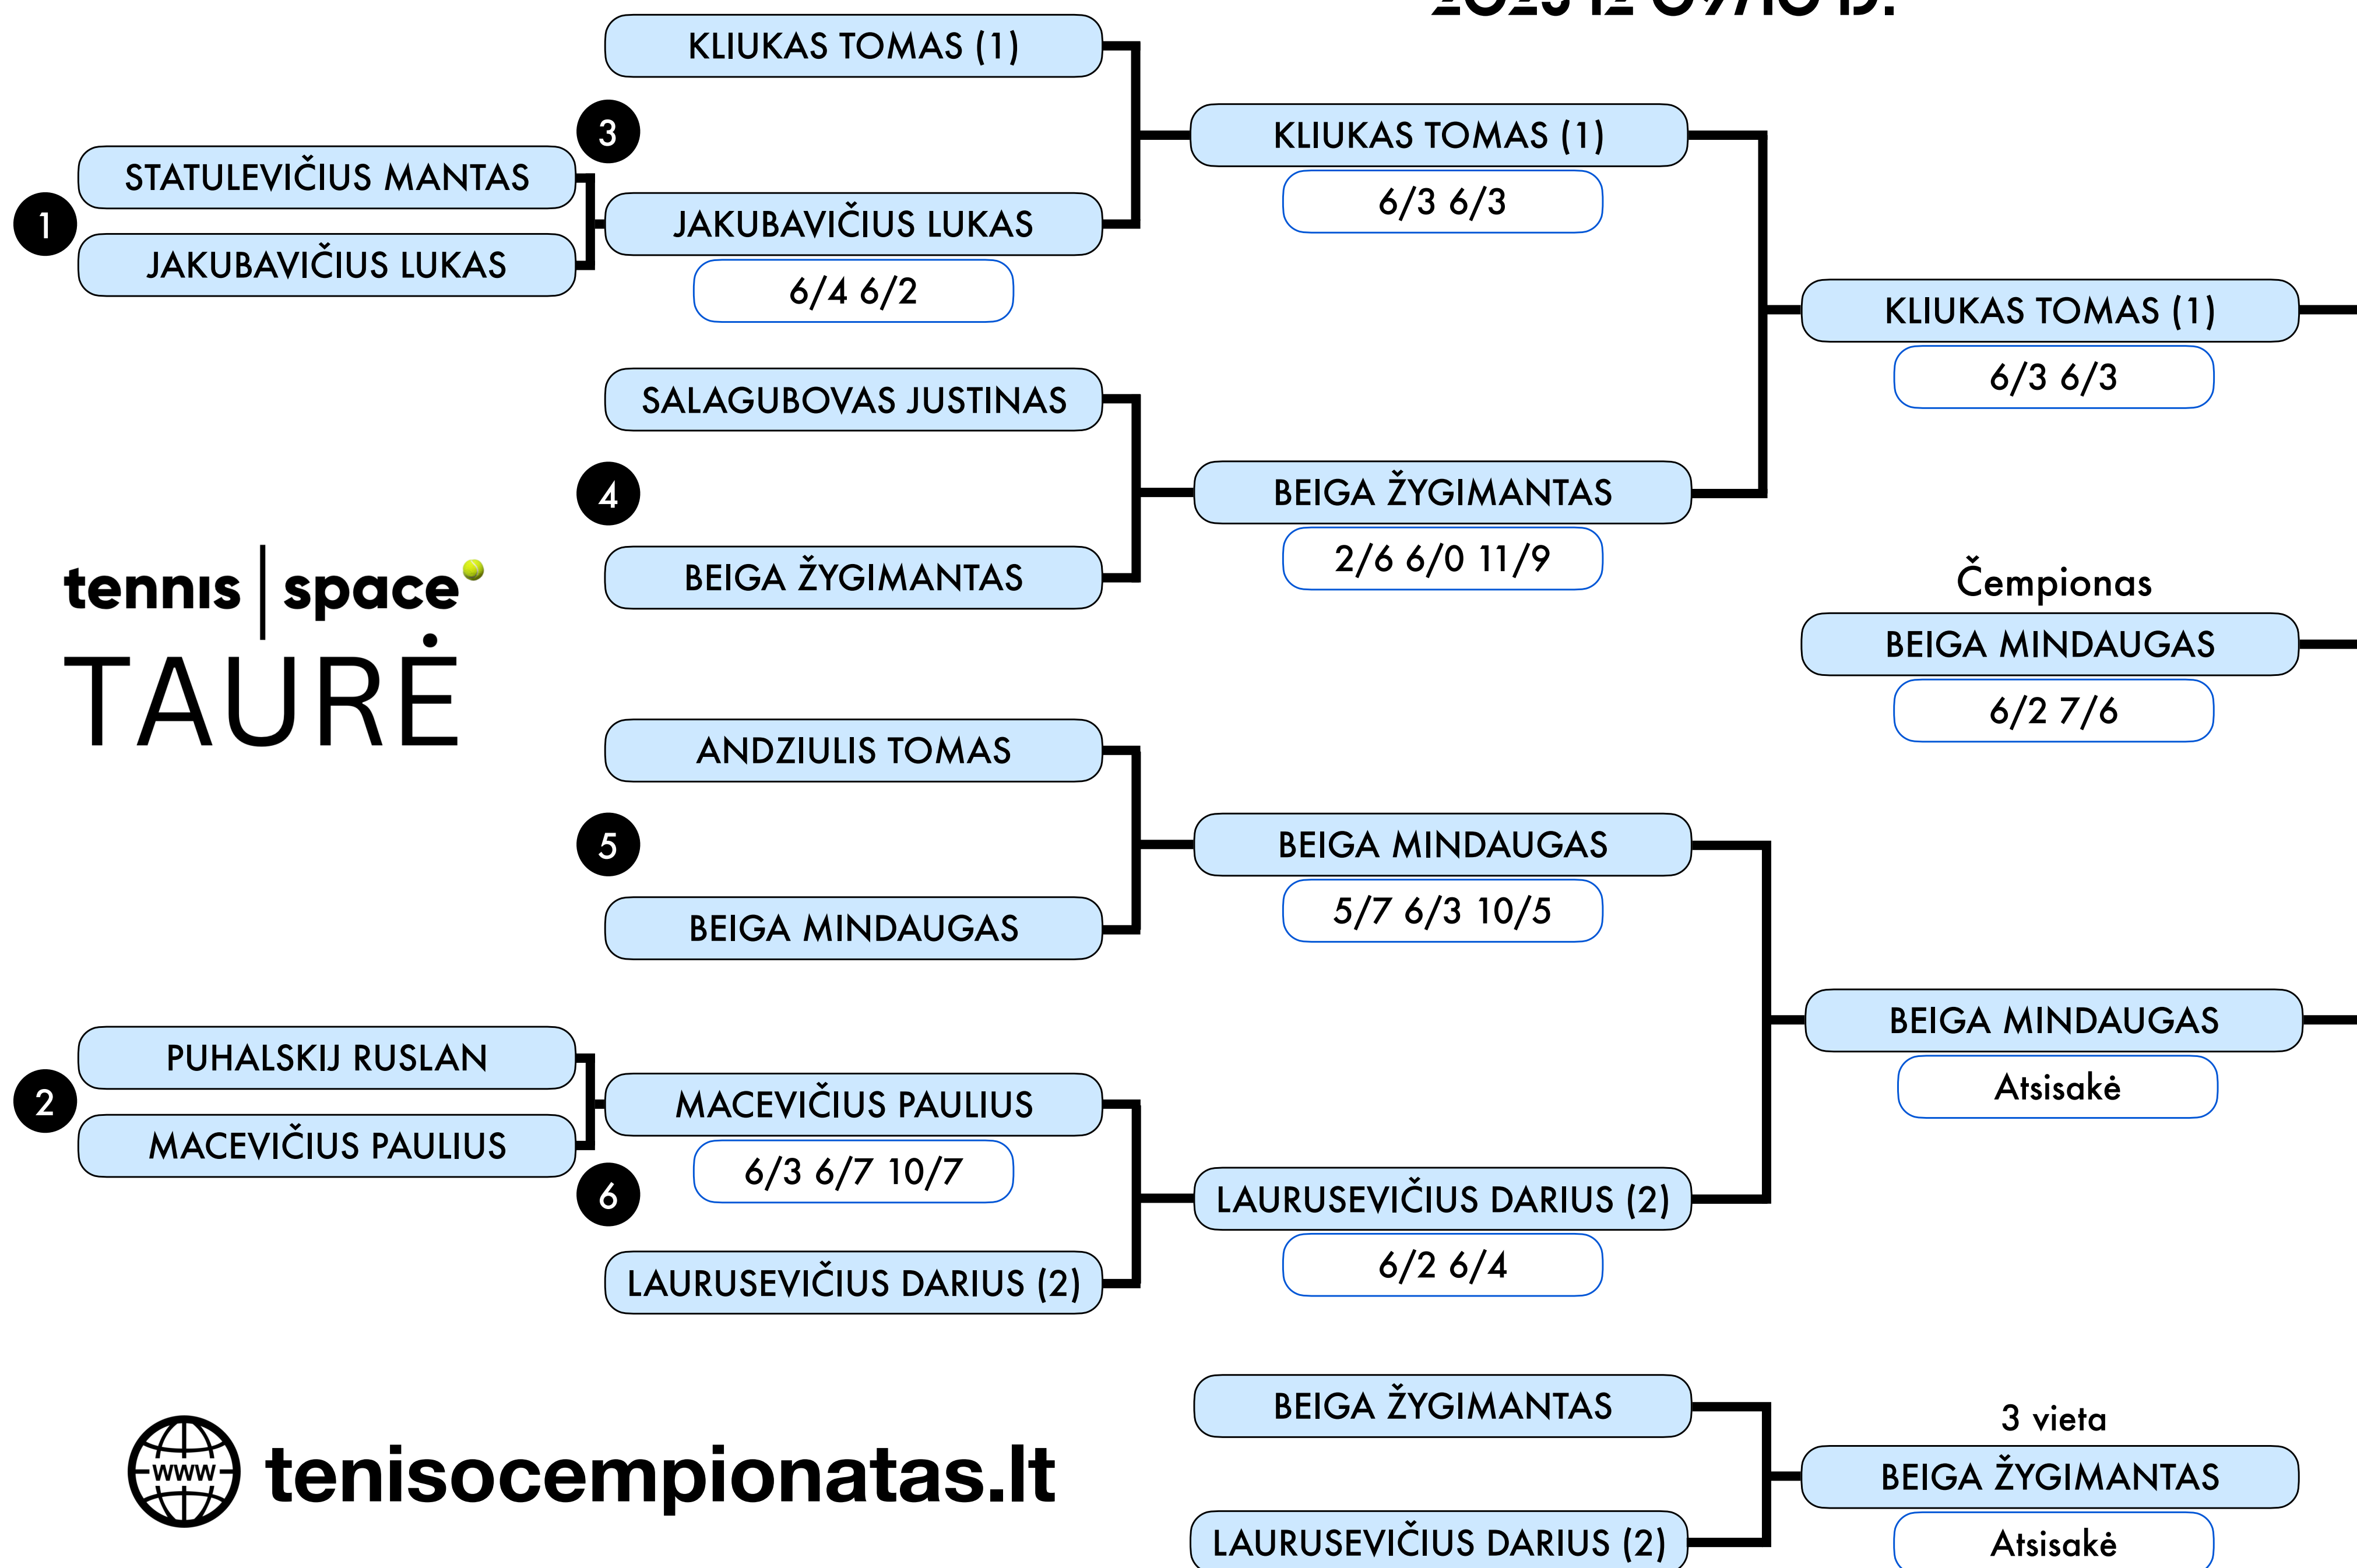 KLIUKAS TOMAS (1)
3
STATULEVIČIUS MANTAS
1
JAKUBAVIČIUS LUKAS
JAKUBAVIČIUS LUKAS
6/4 6/2
KLIUKAS TOMAS (1)
6/3 6/3
SALAGUBOVAS JUSTINAS
4
BEIGA ŽYGIMANTAS
BEIGA ŽYGIMANTAS
2/6 6/0 11/9
KLIUKAS TOMAS (1)
6/3 6/3
tennis | space
TAURĖ
Čempionas
BEIGA MINDAUGAS
6/2 7/6
ANDZIULIS TOMAS
5
BEIGA MINDAUGAS
BEIGA MINDAUGAS
5/7 6/3 10/5
PUHALSKIJ RUSLAN
2
MACEVIČIUS PAULIUS
MACEVIČIUS PAULIUS
6/3 6/7 10/7
6
LAURUSEVIČIUS DARIUS (2)
LAURUSEVIČIUS DARIUS (2)
6/2 6/4
BEIGA MINDAUGAS
Atsisakė
BEIGA ŽYGIMANTAS
LAURUSEVIČIUS DARIUS (2)
3 vieta
BEIGA ŽYGIMANTAS
Atsisakė
www
tenisocempionatas.lt